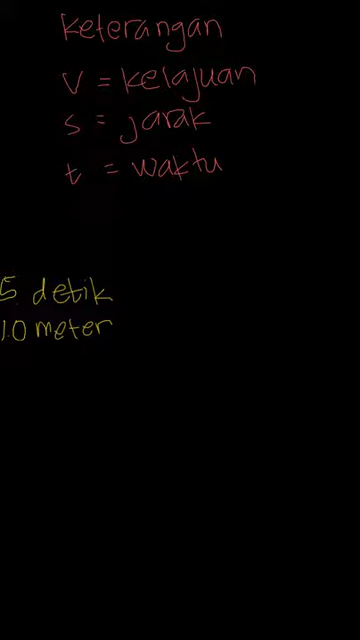 keterangan
v = kelajuan
s = jarak
t = waktu
5 detik
10 meter